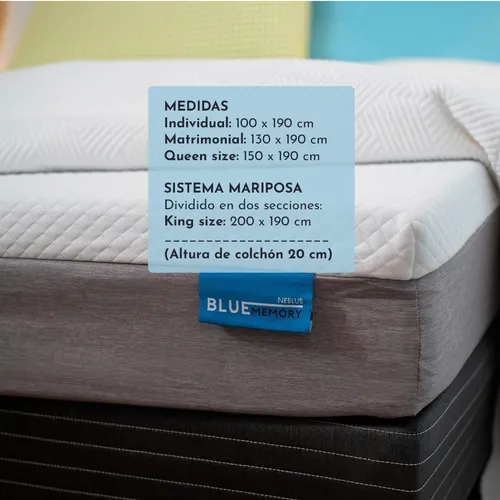 MEDIDAS
Individual: 100 x 190 cm
Matrimonial: 130 x 190 cm
Queen size: 150 x 190 cm
SISTEMA MARIPOSA
Dividido en dos secciones:
King size: 200 x 190 cm
(Altura de colchón 20 cm)
NEBLUS
BLUE MEMORY